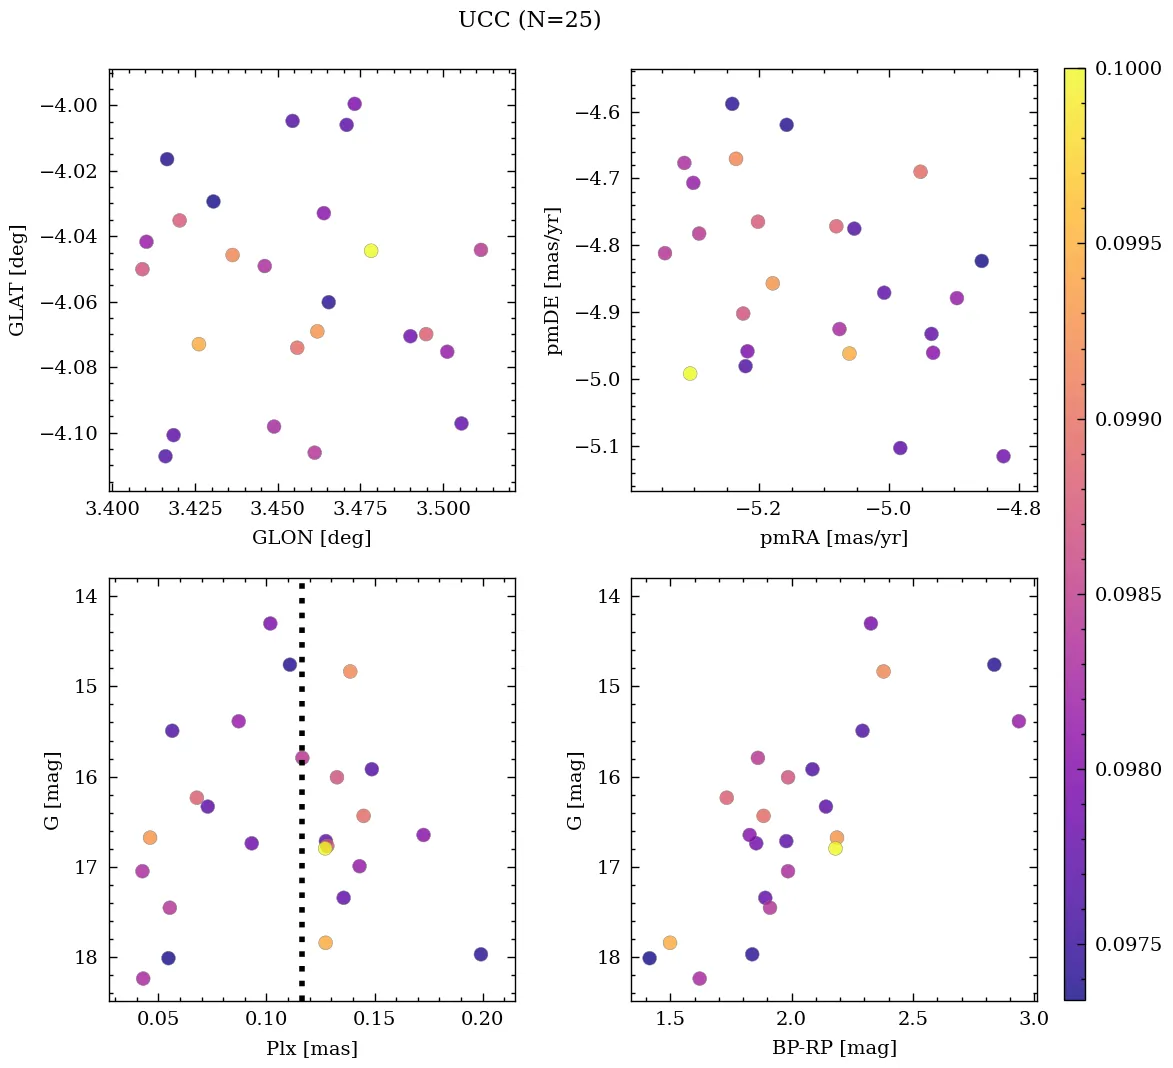 UCC (N=25)
−4.00
−4.02
−4.04
−4.06
−4.08
−4.10
GLAT [deg]
3.400 3.425 3.450 3.475 3.500
GLON [deg]
−4.6
−4.7
−4.8
−4.9
−5.0
−5.1
pmDE [mas/yr]
−5.2 −5.0 −4.8
pmRA [mas/yr]
14
15
16
17
18
G [mag]
0.05 0.10 0.15 0.20
Plx [mas]
14
15
16
17
18
G [mag]
1.5 2.0 2.5 3.0
BP-RP [mag]
0.1000
0.0995
0.0990
0.0985
0.0980
0.0975